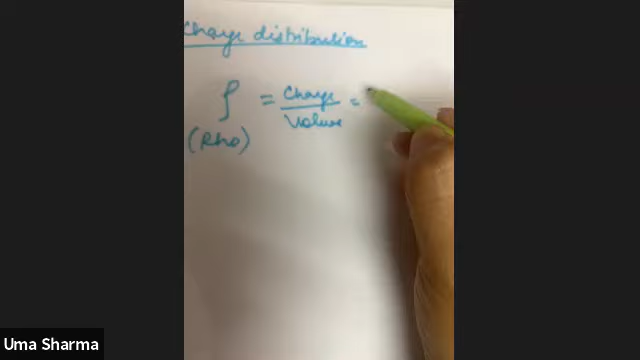 Charge distribution
ρ = Charge / Volume =
(Rho)
Uma Sharma